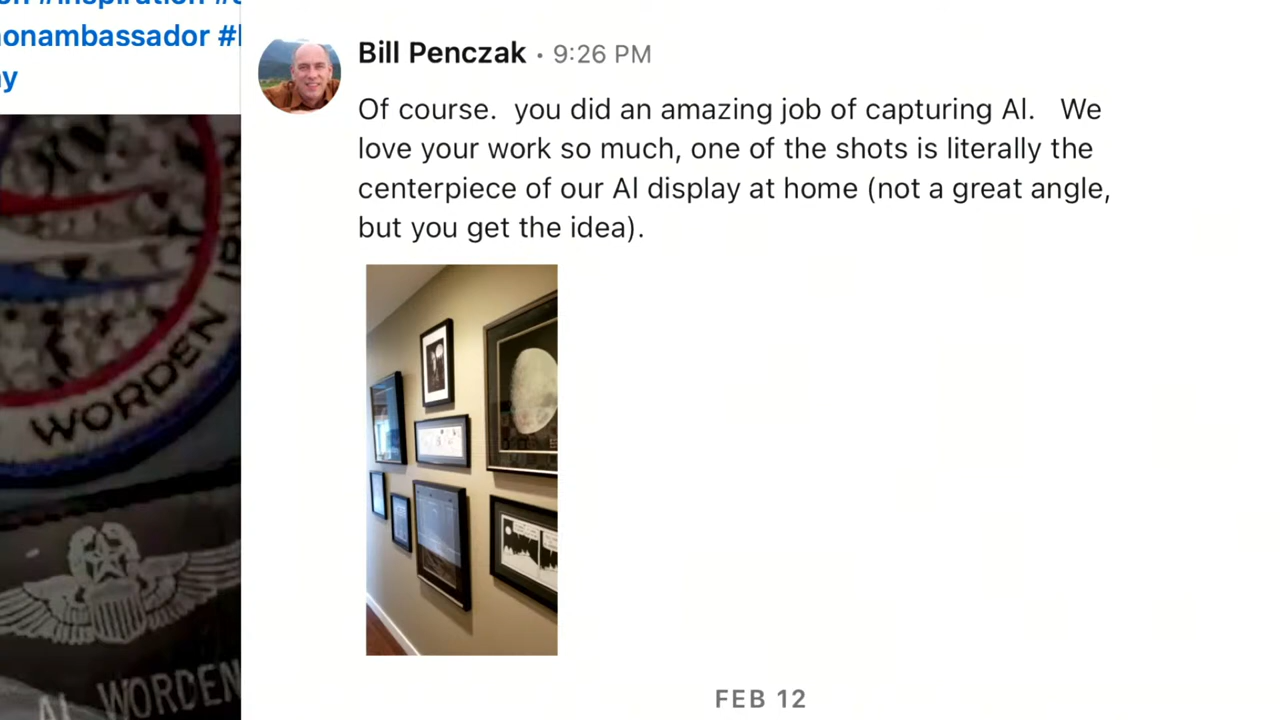 #inspiration
onambassador
y
Bill Penczak • 9:26 PM
Of course.  you did an amazing job of capturing Al.   We
love your work so much, one of the shots is literally the
centerpiece of our Al display at home (not a great angle,
but you get the idea).
WORDEN
AL WORDEN
FEB 12